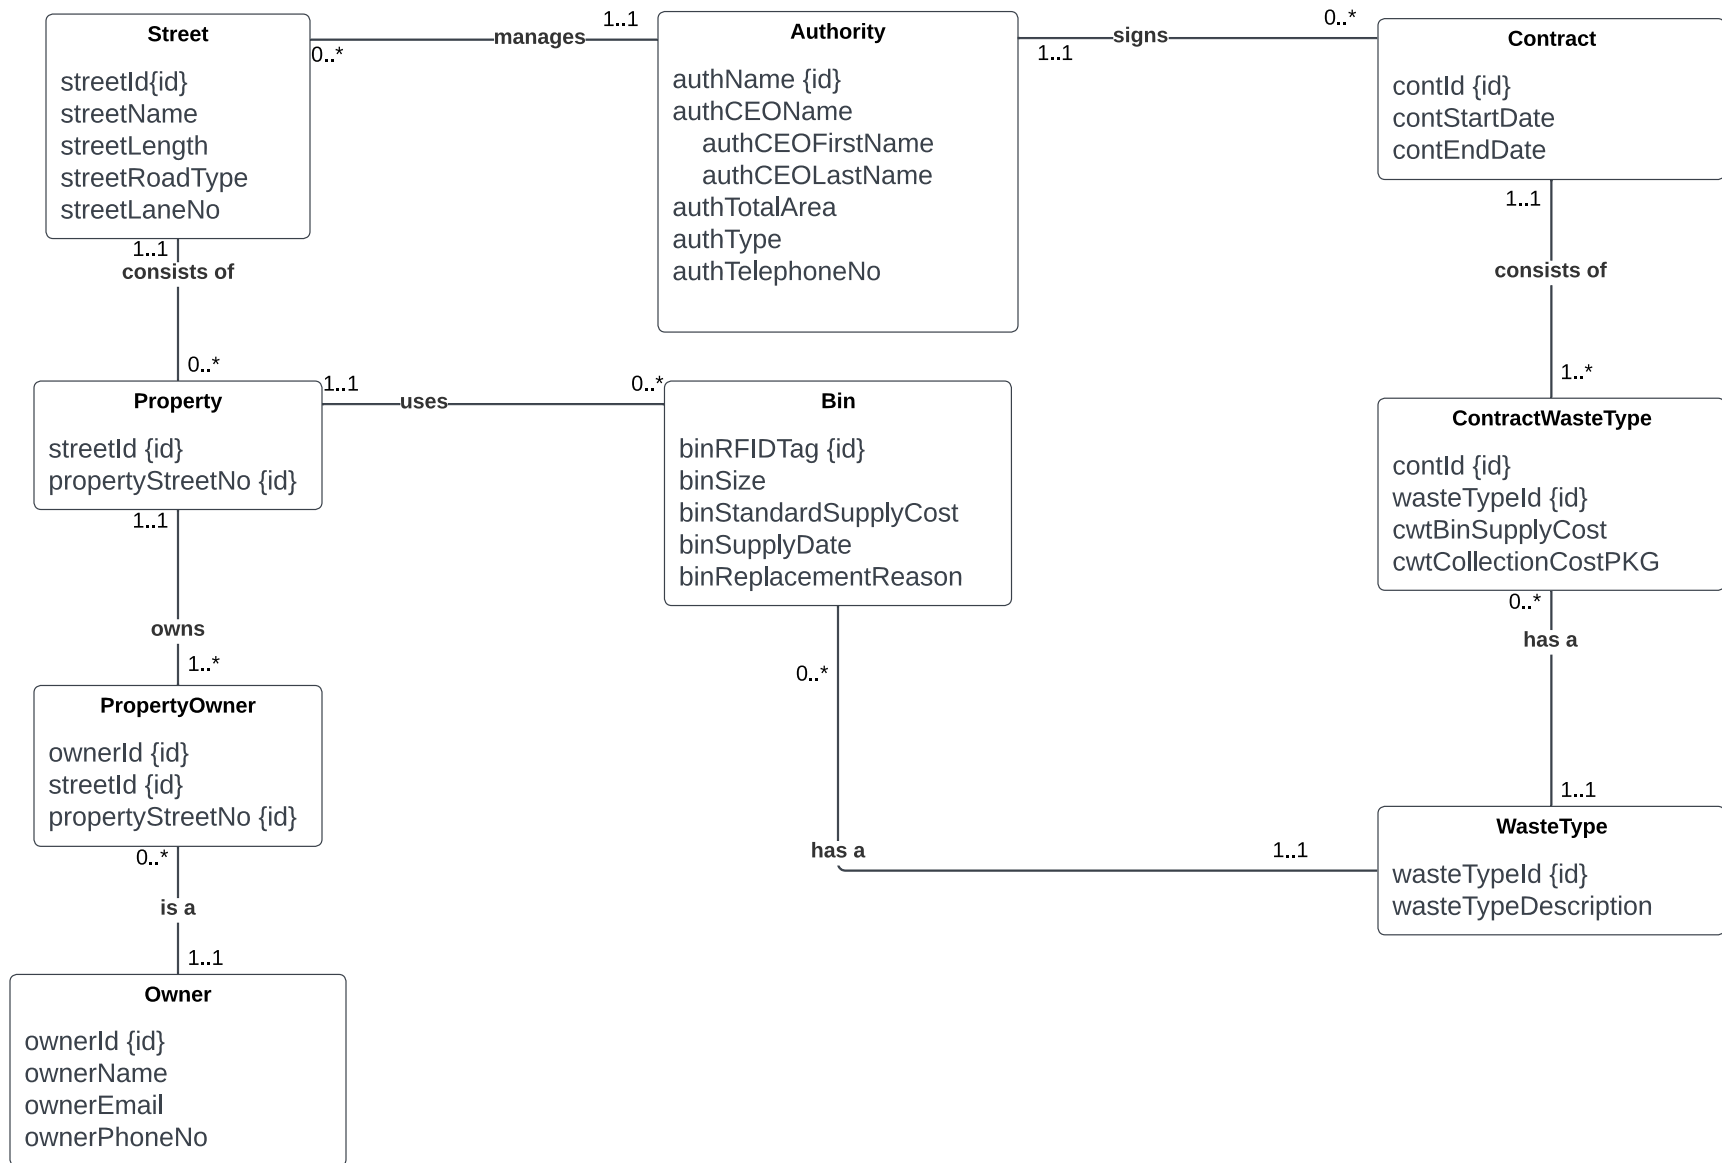 Street
streetId{id}
streetName
streetLength
streetRoadType
streetLaneNo
0..*
manages
1..1
Authority
authName {id}
authCEOName
authCEOFirstName
authCEOLastName
authTotalArea
authType
authTelephoneNo
1..1
signs
0..*
Contract
contId {id}
contStartDate
contEndDate
1..1
consists of
0..*
1..1
consists of
1..*
Property
streetId {id}
propertyStreetNo {id}
1..1
uses
0..*
Bin
binRFIDTag {id}
binSize
binStandardSupplyCost
binSupplyDate
binReplacementReason
ContractWasteType
contId {id}
wasteTypeId {id}
cwtBinSupplyCost
cwtCollectionCostPKG
1..1
owns
1..*
0..*
has a
1..1
0..*
has a
1..1
PropertyOwner
ownerId {id}
streetId {id}
propertyStreetNo {id}
WasteType
wasteTypeId {id}
wasteTypeDescription
0..*
is a
1..1
Owner
ownerId {id}
ownerName
ownerEmail
ownerPhoneNo